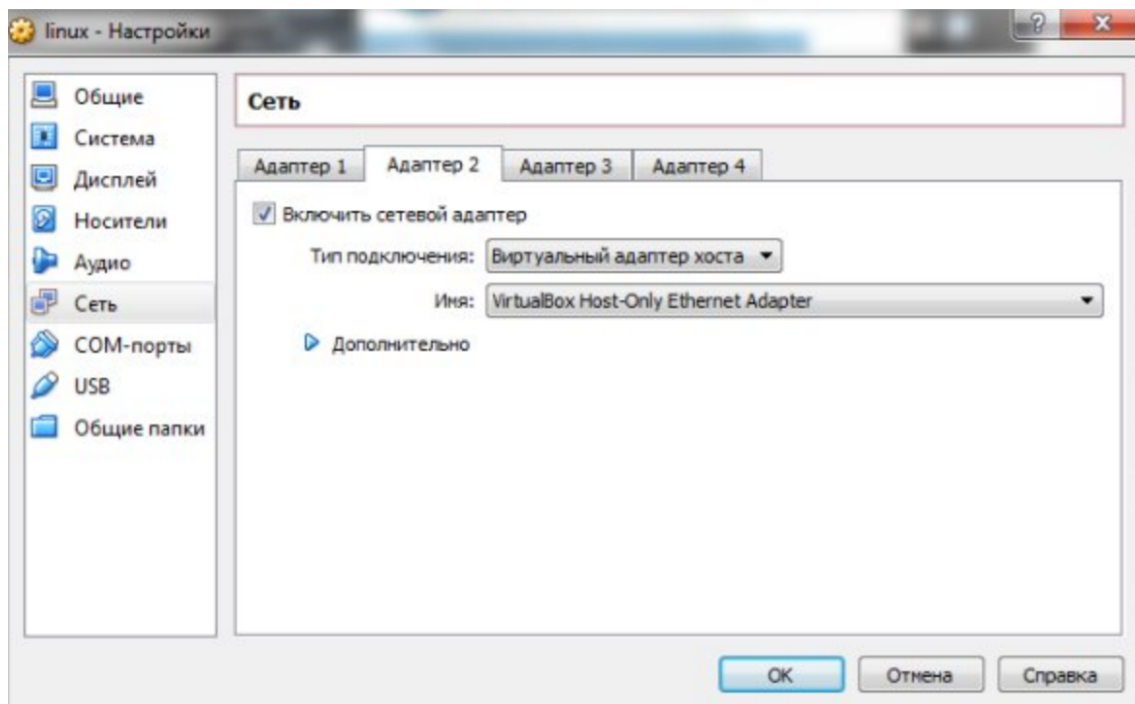 linux - Настройки
Общие
Система
Дисплей
Носители
Аудио
Сеть
COM-порты
USB
Общие папки
Сеть
Адаптер 1 Адаптер 2 Адаптер 3 Адаптер 4
Включить сетевой адаптер
Тип подключения: Виртуальный адаптер хоста
Имя: VirtualBox Host-Only Ethernet Adapter
Дополнительно
OK Отмена Справка